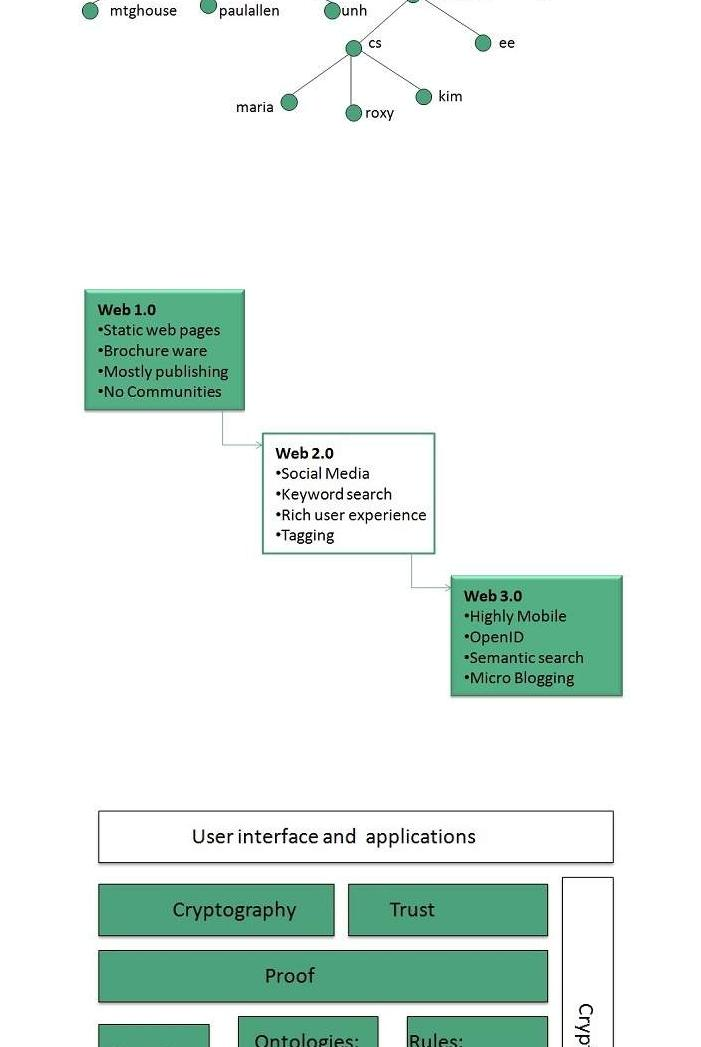 mtghouse
paulallen
unh
cs
ee
maria
roxy
kim
Web 1.0
•Static web pages
•Brochure ware
•Mostly publishing
•No Communities
Web 2.0
•Social Media
•Keyword search
•Rich user experience
•Tagging
Web 3.0
•Highly Mobile
•OpenID
•Semantic search
•Micro Blogging
User interface and applications
Cryptography
Trust
Proof
Ontologies:
Rules: